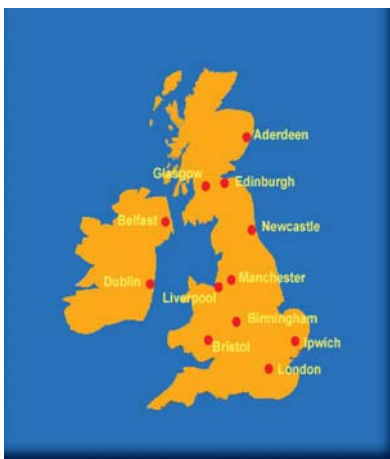 Aderdeen
Glasgow
Edinburgh
Belfast
Newcastle
Manchester
Dublin
Liverpool
Birmingham
Bristol
Ipwich
London